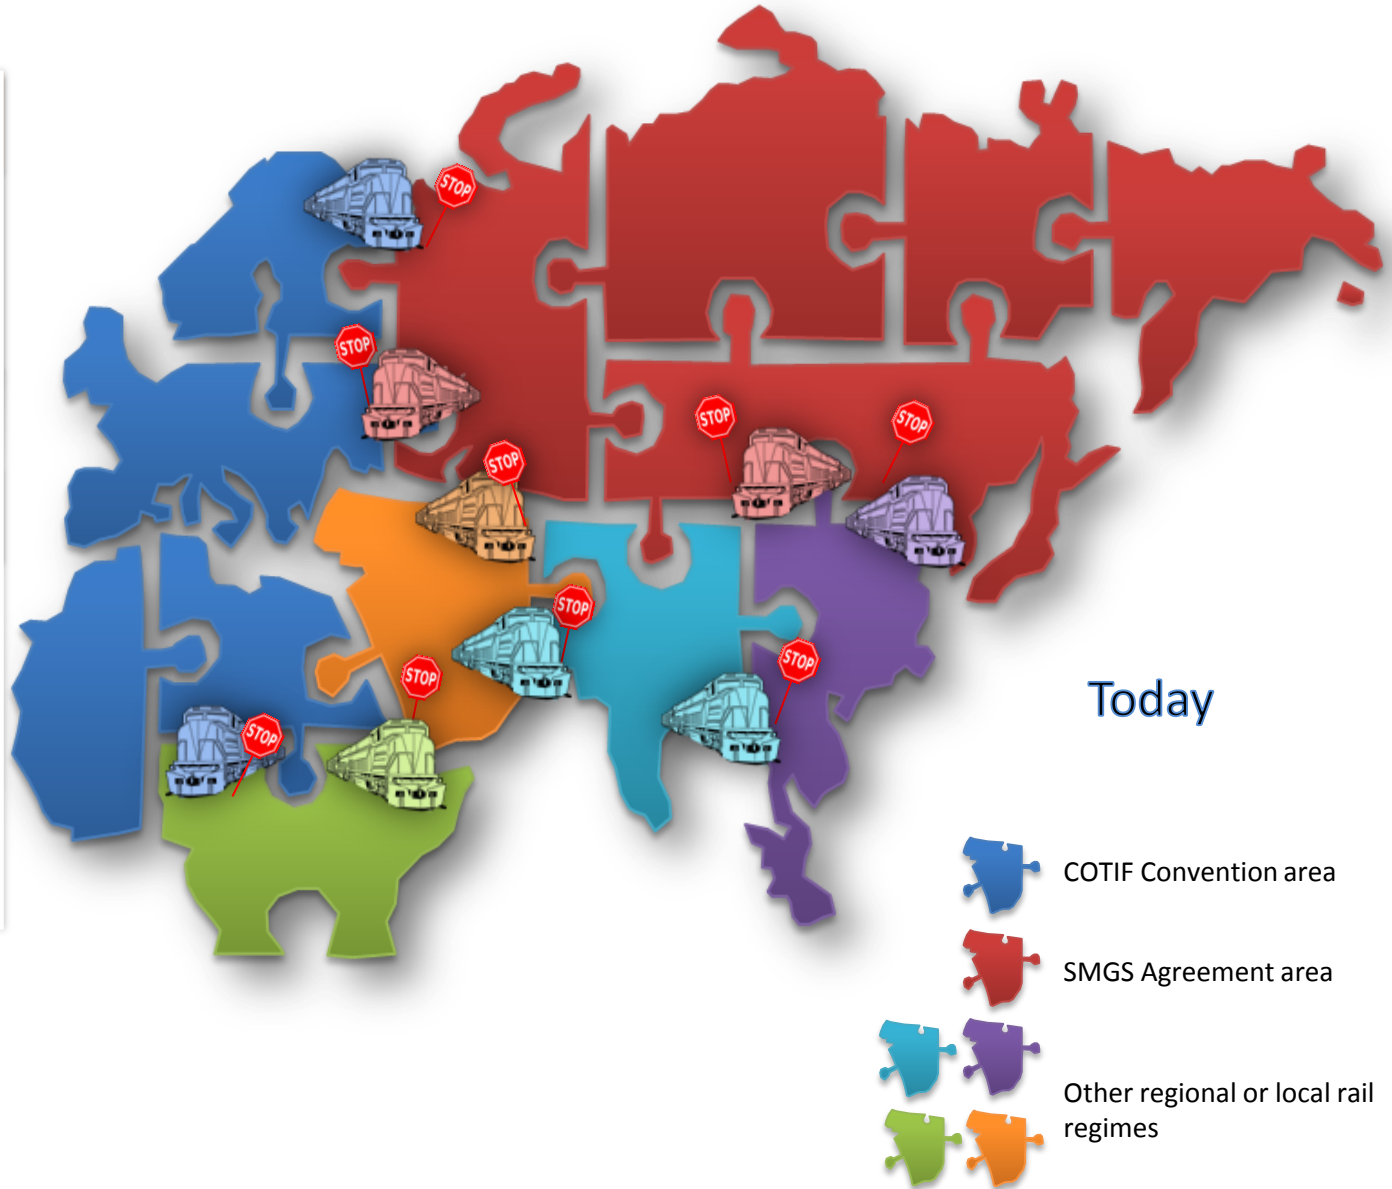 STOP
STOP
STOP
STOP
STOP
STOP
STOP
STOP
STOP
Today
COTIF Convention area
SMGS Agreement area
Other regional or local rail
regimes